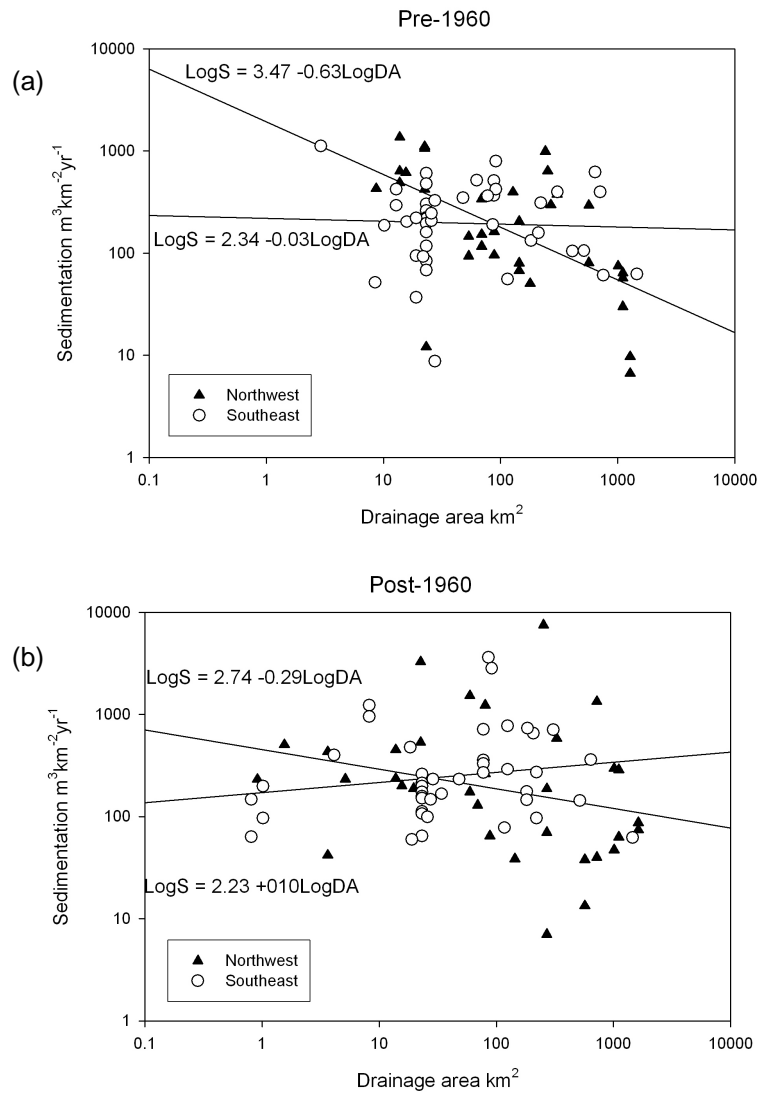 Pre-1960
(a)
10000
1000
100
10
1
LogS = 3.47 -0.63LogDA
LogS = 2.34 -0.03LogDA
Sedimentation m³km⁻²yr⁻¹
Northwest
Southeast
0.1 1 10 100 1000 10000
Drainage area km²
Post-1960
(b)
10000
1000
100
10
1
LogS = 2.74 -0.29LogDA
LogS = 2.23 +010LogDA
Sedimentation m³km⁻²yr⁻¹
Northwest
Southeast
0.1 1 10 100 1000 10000
Drainage area km²